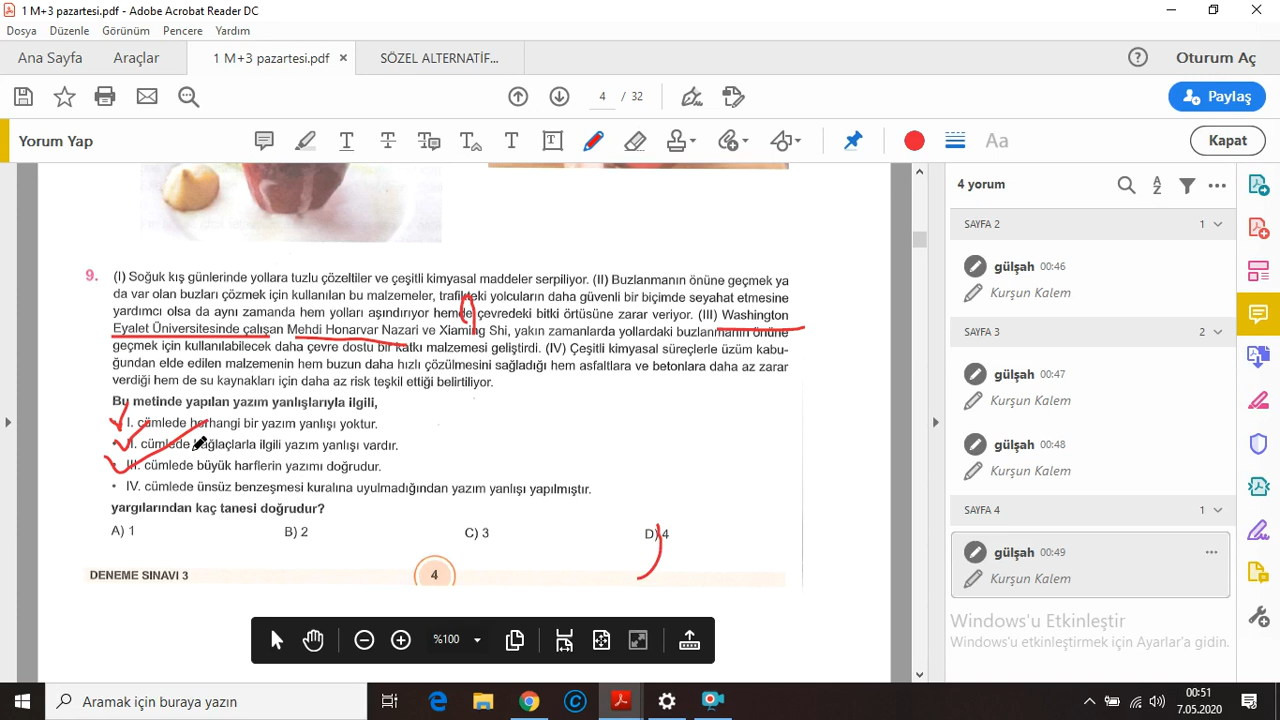 1 M+3 pazartesi.pdf - Adobe Acrobat Reader DC
Dosya Düzenle Görünüm Pencere Yardım
Ana Sayfa Araçlar 1 M+3 pazartesi.pdf × SÖZEL ALTERNATİF... Oturum Aç
4 / 32 Paylaş
Yorum Yap Aa Kapat
4 yorum
SAYFA 2 1
gülşah 00:46
Kurşun Kalem
SAYFA 3 2
gülşah 00:47
Kurşun Kalem
gülşah 00:48
Kurşun Kalem
SAYFA 4 1
gülşah 00:49
Kurşun Kalem
9. (I) Soğuk kış günlerinde yollara tuzlu çözeltiler ve çeşitli kimyasal maddeler serpiliyor. (II) Buzlanmanın önüne geçmek ya
da var olan buzları çözmek için kullanılan bu malzemeler, trafikteki yolcuların daha güvenli bir biçimde seyahat etmesine
yardımcı olsa da aynı zamanda hem yolları aşındırıyor hemde çevredeki bitki örtüsüne zarar veriyor. (III) Washington
Eyalet Üniversitesinde çalışan Mehdi Honarvar Nazari ve Xiaming Shi, yakın zamanlarda yollardaki buzlanmanın önüne
geçmek için kullanılabilecek daha çevre dostu bir katkı malzemesi geliştirdi. (IV) Çeşitli kimyasal süreçlerle üzüm kabu-
ğundan elde edilen malzemenin hem buzun daha hızlı çözülmesini sağladığı hem asfaltlara ve betonlara daha az zarar
verdiği hem de su kaynakları için daha az risk teşkil ettiği belirtiliyor.
Bu metinde yapılan yazım yanlışlarıyla ilgili,
I. cümlede herhangi bir yazım yanlışı yoktur.
• II. cümlede bağlaçlarla ilgili yazım yanlışı vardır.
• III. cümlede büyük harflerin yazımı doğrudur.
• IV. cümlede ünsüz benzeşmesi kuralına uyulmadığından yazım yanlışı yapılmıştır.
yargılarından kaç tanesi doğrudur?
A) 1 B) 2 C) 3 D) 4
DENEME SINAVI 3 4
%100
Windows'u Etkinleştir
Windows'u etkinleştirmek için Ayarlar'a gidin.
Aramak için buraya yazın
00:51
7.05.2020